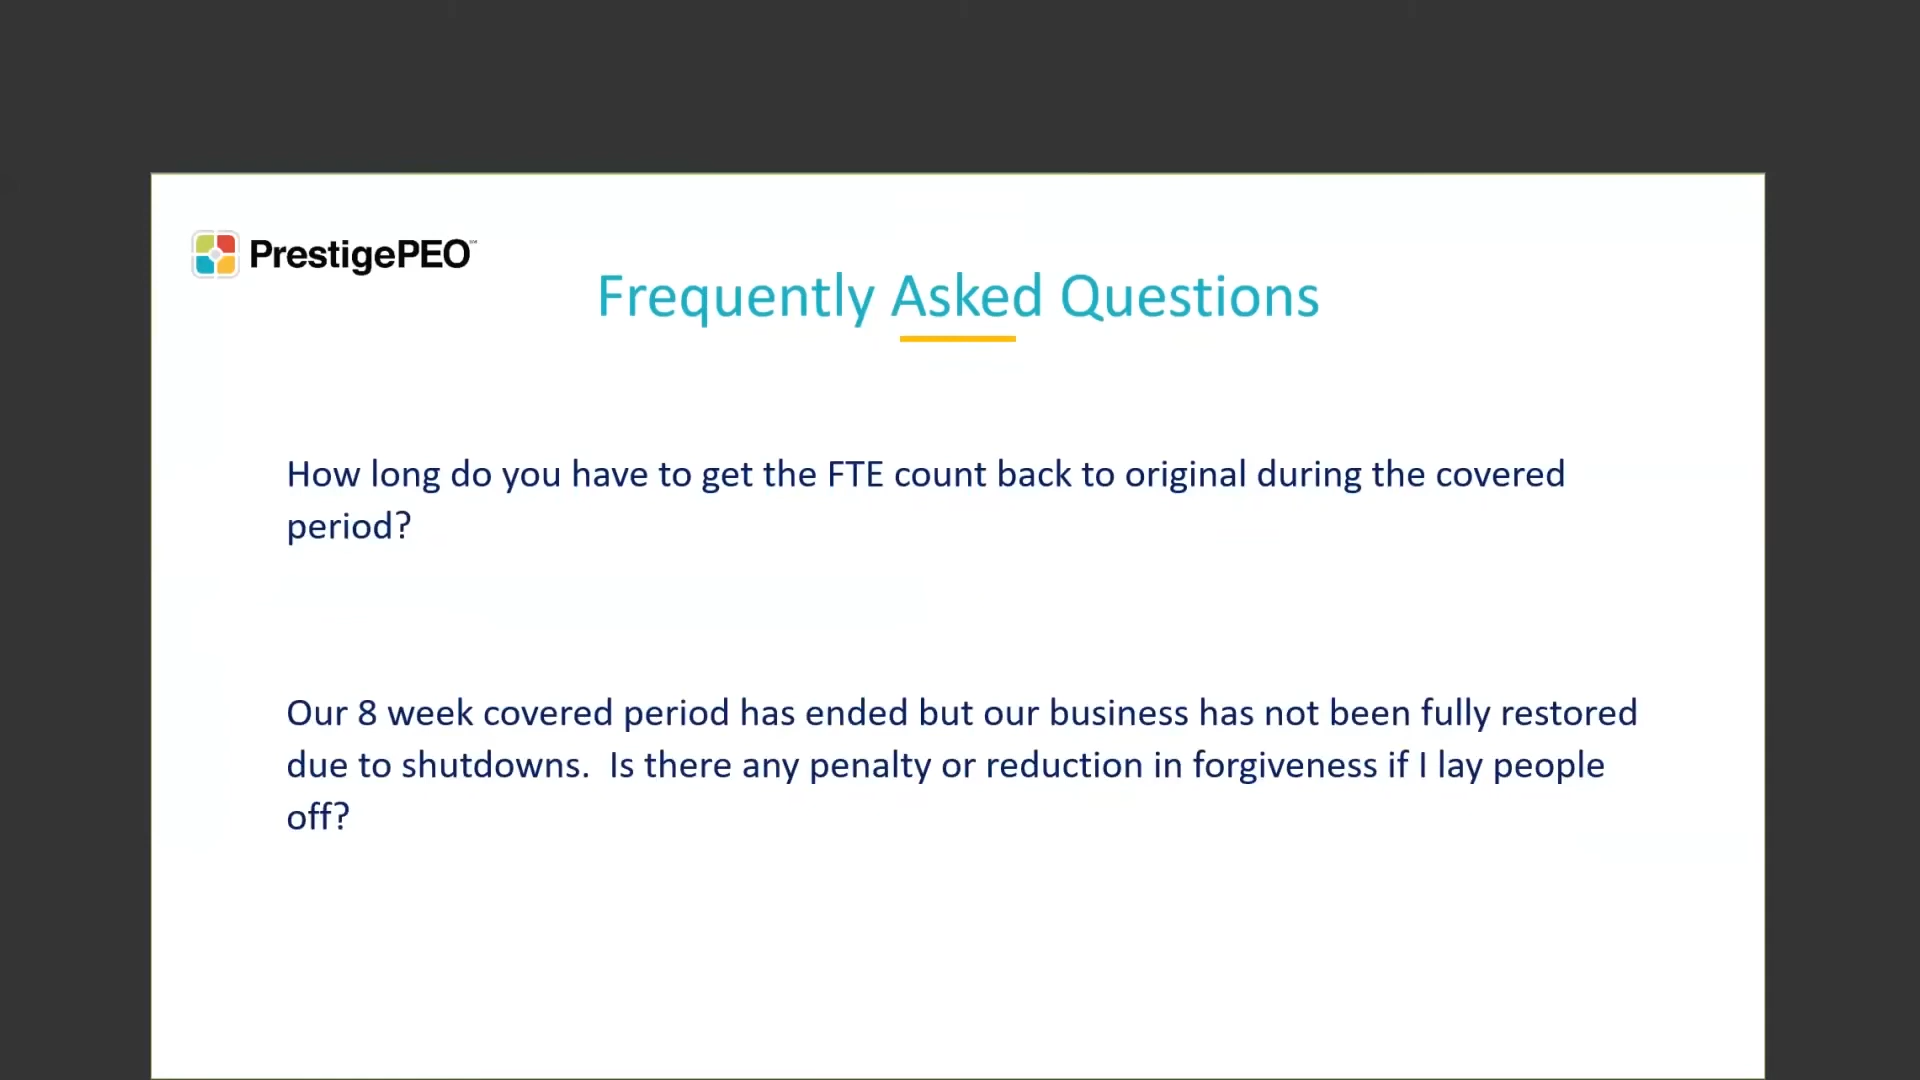 PrestigePEO
Frequently Asked Questions
How long do you have to get the FTE count back to original during the covered
period?
Our 8 week covered period has ended but our business has not been fully restored
due to shutdowns.  Is there any penalty or reduction in forgiveness if I lay people
off?